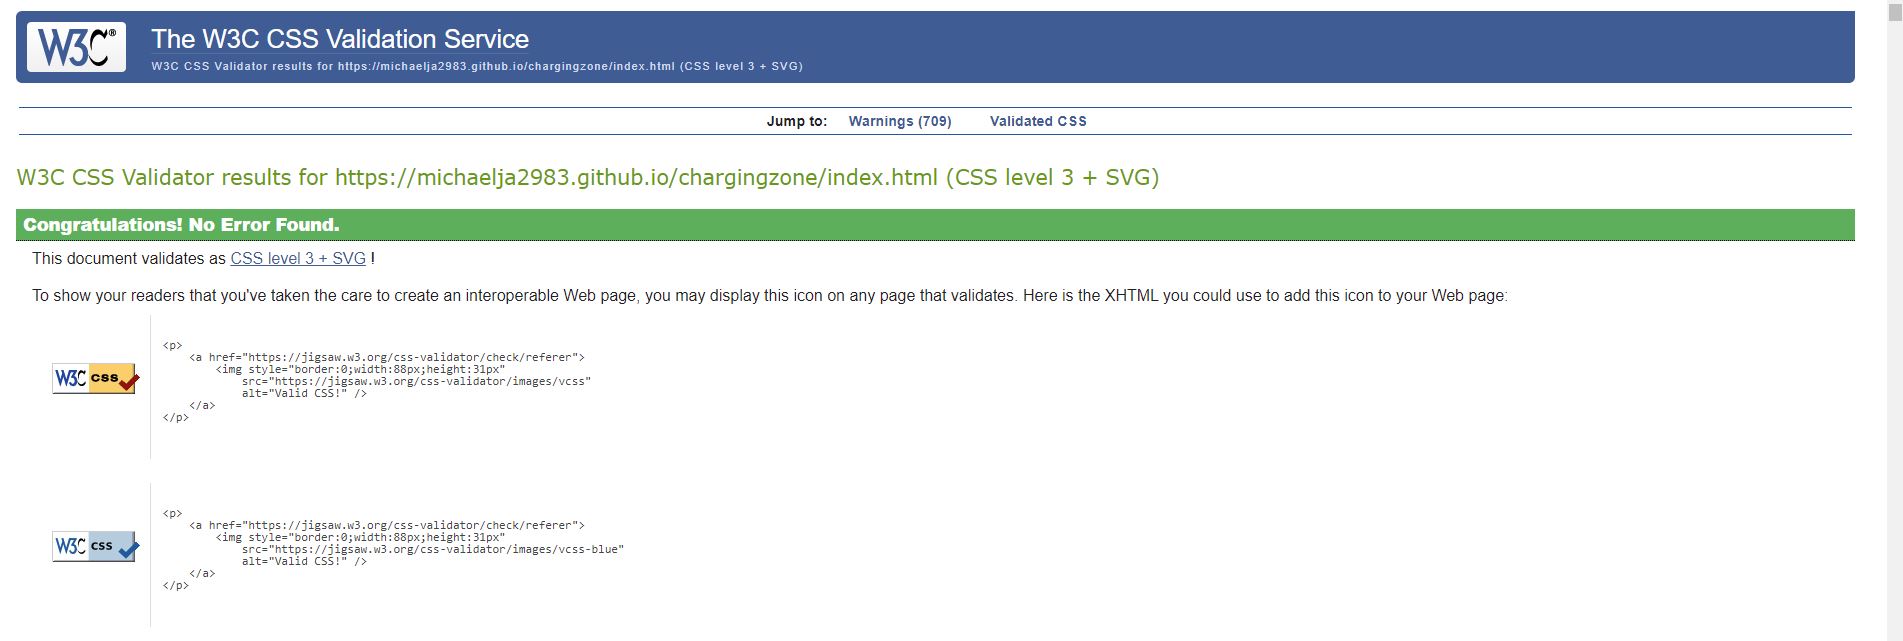 W3C®
The W3C CSS Validation Service
W3C CSS Validator results for https://michaelja2983.github.io/chargingzone/index.html (CSS level 3 + SVG)
Jump to: Warnings (709) Validated CSS
W3C CSS Validator results for https://michaelja2983.github.io/chargingzone/index.html (CSS level 3 + SVG)
Congratulations! No Error Found.
This document validates as CSS level 3 + SVG !
To show your readers that you've taken the care to create an interoperable Web page, you may display this icon on any page that validates. Here is the XHTML you could use to add this icon to your Web page:
W3C css
<p>
<a href="https://jigsaw.w3.org/css-validator/check/referer">
<img style="border:0;width:88px;height:31px"
src="https://jigsaw.w3.org/css-validator/images/vcss"
alt="Valid CSS!" />
</a>
</p>
W3C css
<p>
<a href="https://jigsaw.w3.org/css-validator/check/referer">
<img style="border:0;width:88px;height:31px"
src="https://jigsaw.w3.org/css-validator/images/vcss-blue"
alt="Valid CSS!" />
</a>
</p>